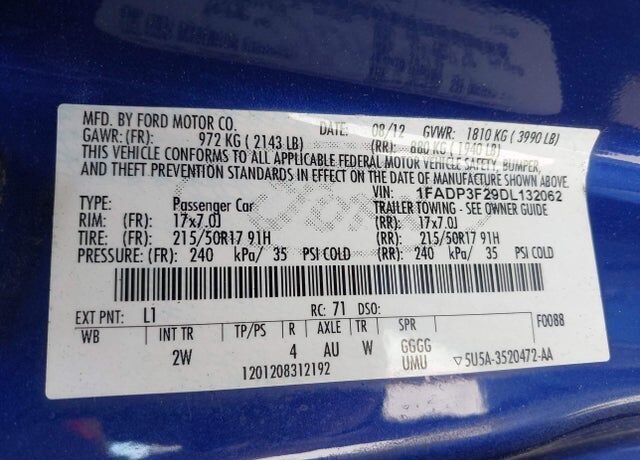 MFD. BY FORD MOTOR CO. DATE: 08/12 GVWR: 1810 KG ( 3990 LB)
GAWR: (FR): 972 KG ( 2143 LB) (RR): 880 KG ( 1940 LB)
THIS VEHICLE CONFORMS TO ALL APPLICABLE FEDERAL MOTOR VEHICLE SAFETY, BUMPER,
AND THEFT PREVENTION STANDARDS IN EFFECT ON THE DATE OF MANUFACTURE SHOWN ABOVE.
VIN: 1FADP3F29DL132062
TYPE: Passenger Car TRAILER TOWING - SEE OWNER GUIDE
RIM: (FR) 17x7.0J (RR): 17x7.0J
TIRE: (FR) 215/50R17 91H (RR): 215/50R17 91H
PRESSURE: (FR): 240 kPa/ 35 PSI COLD (RR): 240 kPa/ 35 PSI COLD
EXT PNT: L1 RC: 71 DSO: F0088
WB INT TR TP/PS R AXLE TR SPR
2W 4 AU W GGGG
UMU ▽5U5A-3520472-AA
1201208312192